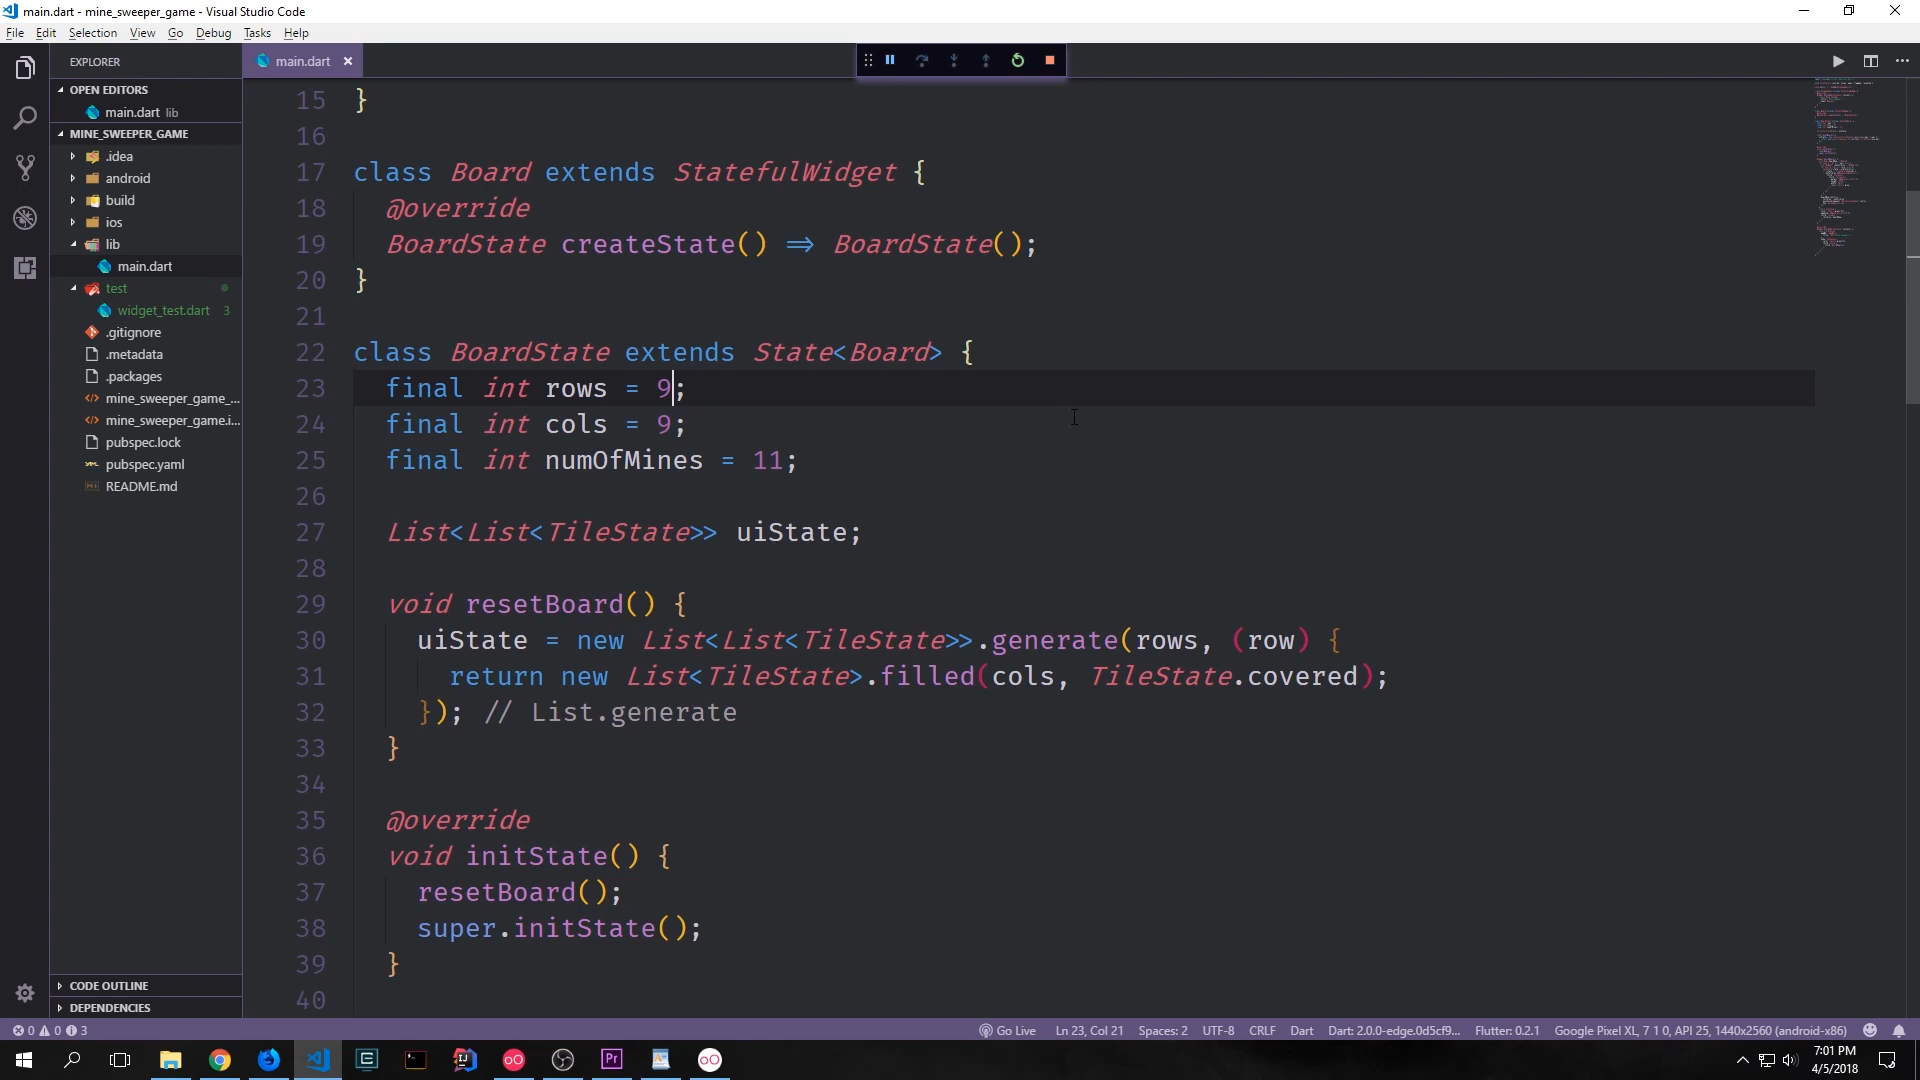 main.dart - mine_sweeper_game - Visual Studio Code
File Edit Selection View Go Debug Tasks Help
EXPLORER
main.dart
OPEN EDITORS
main.dart lib
MINE_SWEEPER_GAME
.idea
android
build
ios
lib
main.dart
test
widget_test.dart 3
.gitignore
.metadata
.packages
mine_sweeper_game_...
mine_sweeper_game.i...
pubspec.lock
pubspec.yaml
README.md
CODE OUTLINE
DEPENDENCIES
15 }
16
17 class Board extends StatefulWidget {
18 @override
19 BoardState createState() => BoardState();
20 }
21
22 class BoardState extends State<Board> {
23 final int rows = 9;
24 final int cols = 9;
25 final int numOfMines = 11;
26
27 List<List<TileState>> uiState;
28
29 void resetBoard() {
30 uiState = new List<List<TileState>>.generate(rows, (row) {
31 return new List<TileState>.filled(cols, TileState.covered);
32 }); // List.generate
33 }
34
35 @override
36 void initState() {
37 resetBoard();
38 super.initState();
39 }
40
0 0 3 Go Live Ln 23, Col 21 Spaces: 2 UTF-8 CRLF Dart Dart: 2.0.0-edge.0d5cf9... Flutter: 0.2.1 Google Pixel XL, 7 1 0, API 25, 1440x2560 (android-x86)
7:01 PM
4/5/2018